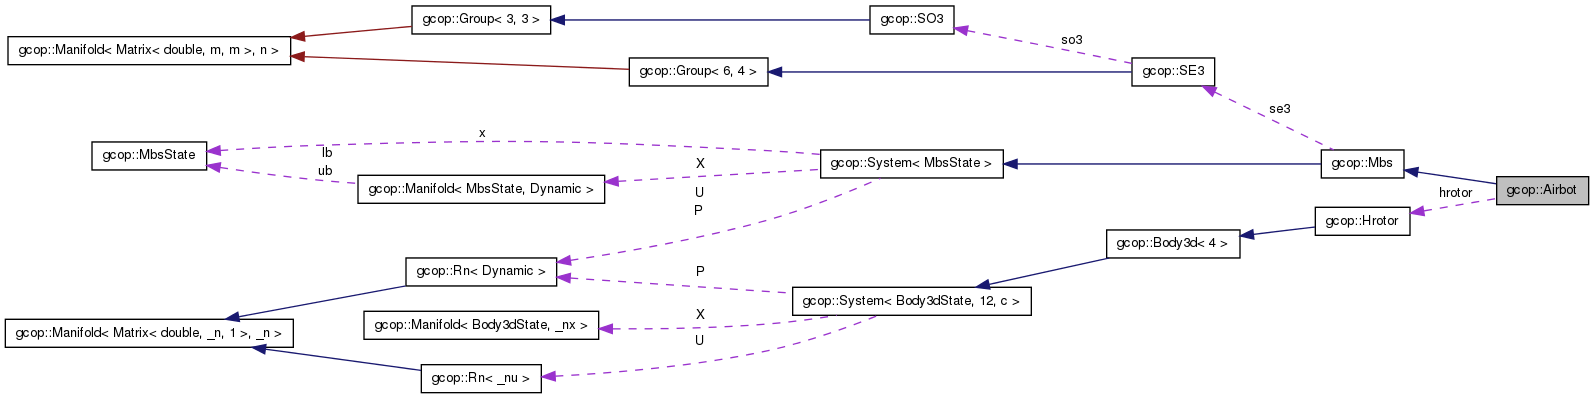 gcop::Group< 3, 3 >
gcop::SO3
gcop::Manifold< Matrix< double, m, m >, n >
so3
gcop::Group< 6, 4 >
gcop::SE3
se3
x
gcop::MbsState
lb
ub
gcop::System< MbsState >
X
gcop::Mbs
gcop::Manifold< MbsState, Dynamic >
U
P
gcop::Airbot
hrotor
gcop::Hrotor
gcop::Body3d< 4 >
gcop::Rn< Dynamic >
P
gcop::System< Body3dState, 12, c >
X
gcop::Manifold< Body3dState, _nx >
gcop::Manifold< Matrix< double, _n, 1 >, _n >
U
gcop::Rn< _nu >